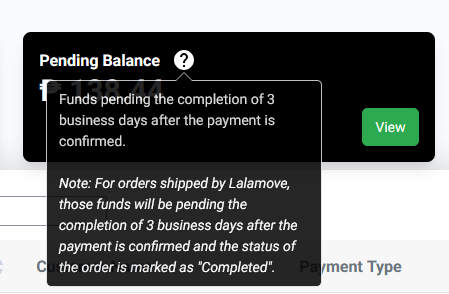 Pending Balance ?
₱ 138.44
Funds pending the completion of 3
business days after the payment is
confirmed.
View
Note: For orders shipped by Lalamove,
those funds will be pending the
completion of 3 business days after the
payment is confirmed and the status of
the order is marked as "Completed".
Payment Type